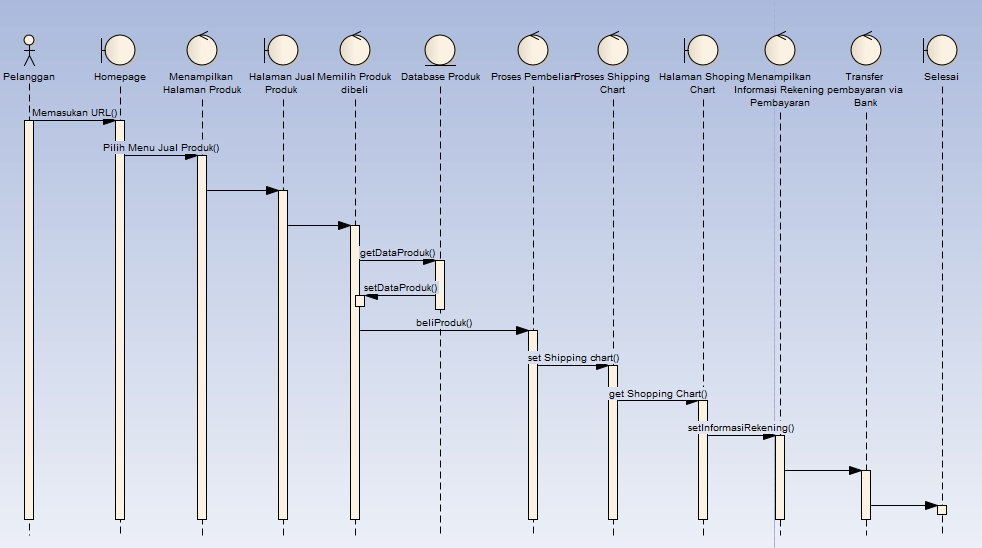 Pelanggan
Homepage
Menampilkan
Halaman Produk
Halaman Jual
Produk
Memilih Produk
dibeli
Database Produk
Proses Pembelian
Proses Shipping
Chart
Halaman Shoping
Chart
Menampilkan
Informasi Rekening
Pembayaran
Transfer
pembayaran via
Bank
Selesai
Memasukan URL()
Pilih Menu Jual Produk()
getDataProduk()
setDataProduk()
beliProduk()
set Shipping chart()
get Shopping Chart()
setInformasiRekening()